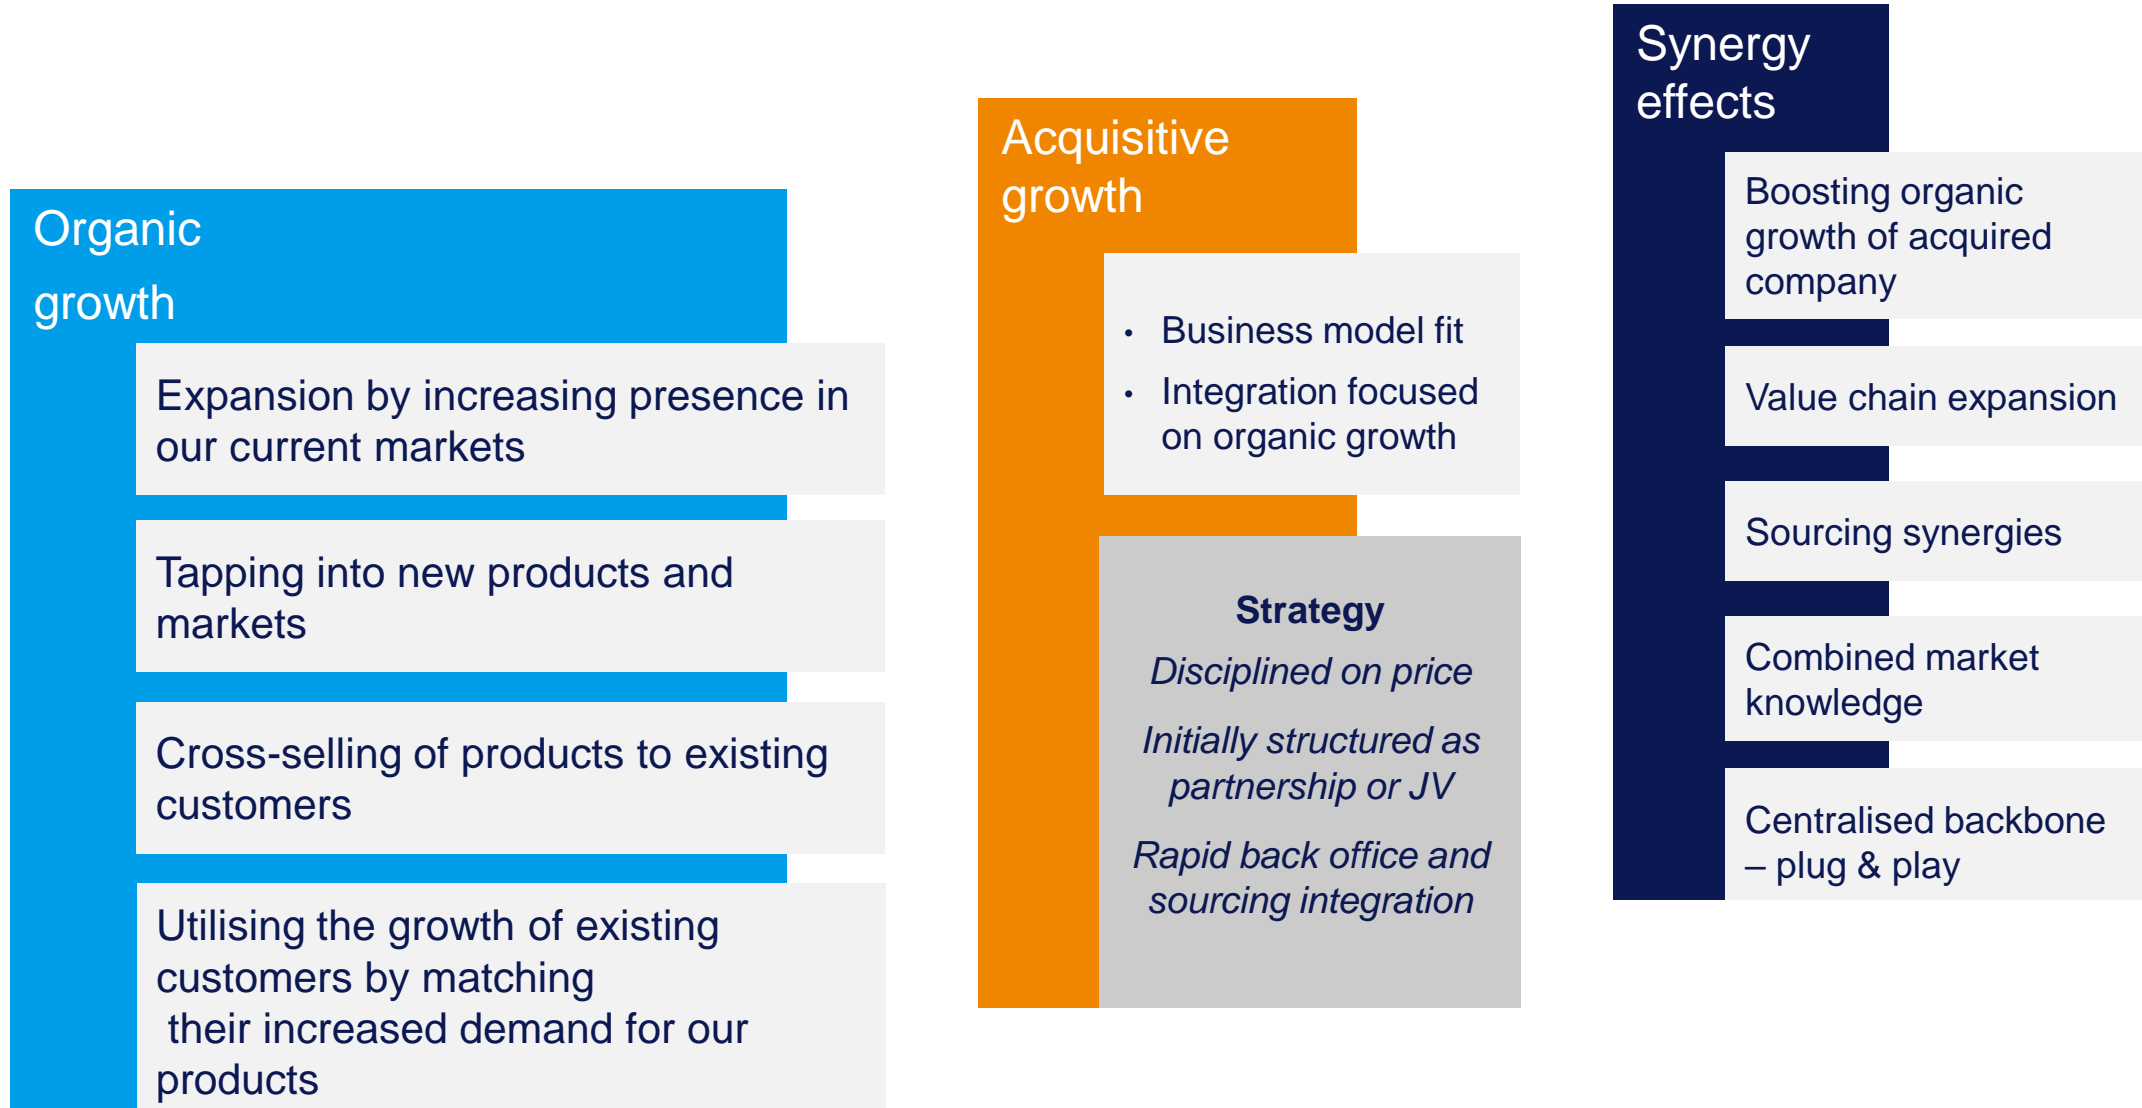 Organic
growth
Expansion by increasing presence in
our current markets
Tapping into new products and
markets
Cross-selling of products to existing
customers
Utilising the growth of existing
customers by matching
their increased demand for our
products
Acquisitive
growth
• Business model fit
• Integration focused
on organic growth
Strategy
Disciplined on price
Initially structured as
partnership or JV
Rapid back office and
sourcing integration
Synergy
effects
Boosting organic
growth of acquired
company
Value chain expansion
Sourcing synergies
Combined market
knowledge
Centralised backbone
– plug & play